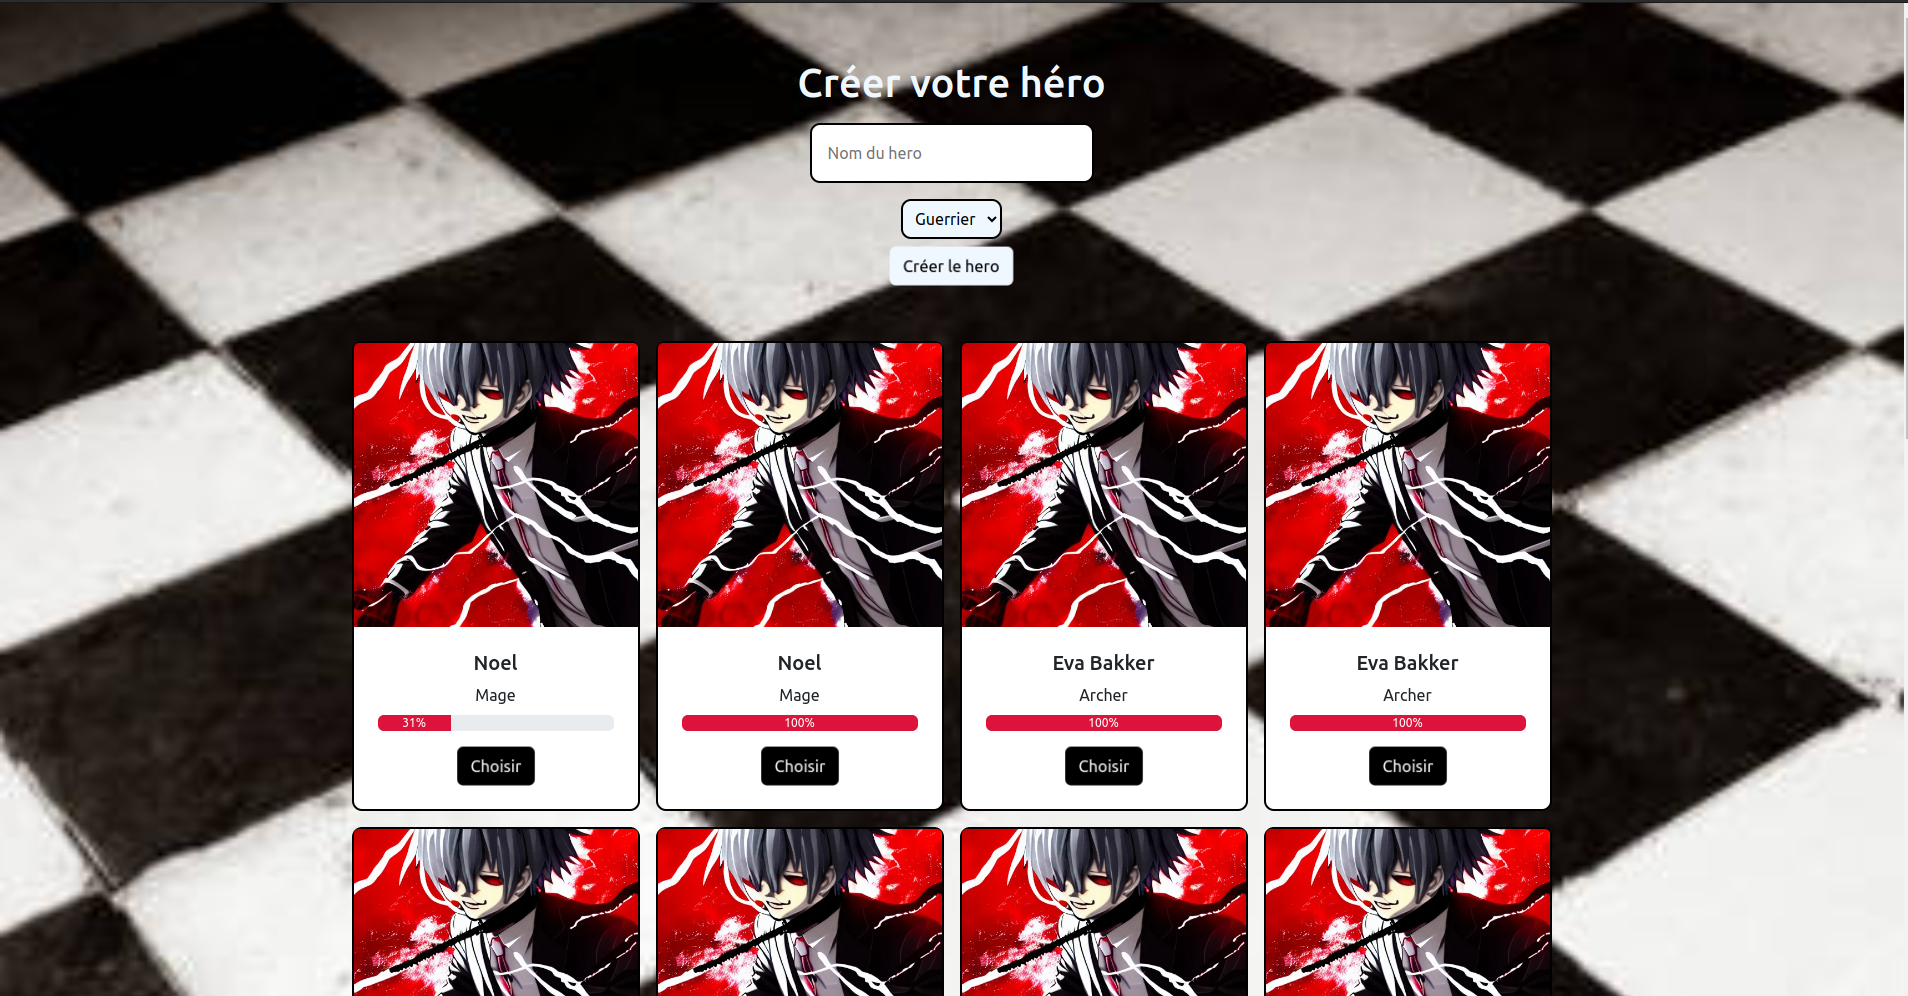 Créer votre héro
Nom du hero
Guerrier
Créer le hero
Noel
Mage
31%
Choisir
Noel
Mage
100%
Choisir
Eva Bakker
Archer
100%
Choisir
Eva Bakker
Archer
100%
Choisir